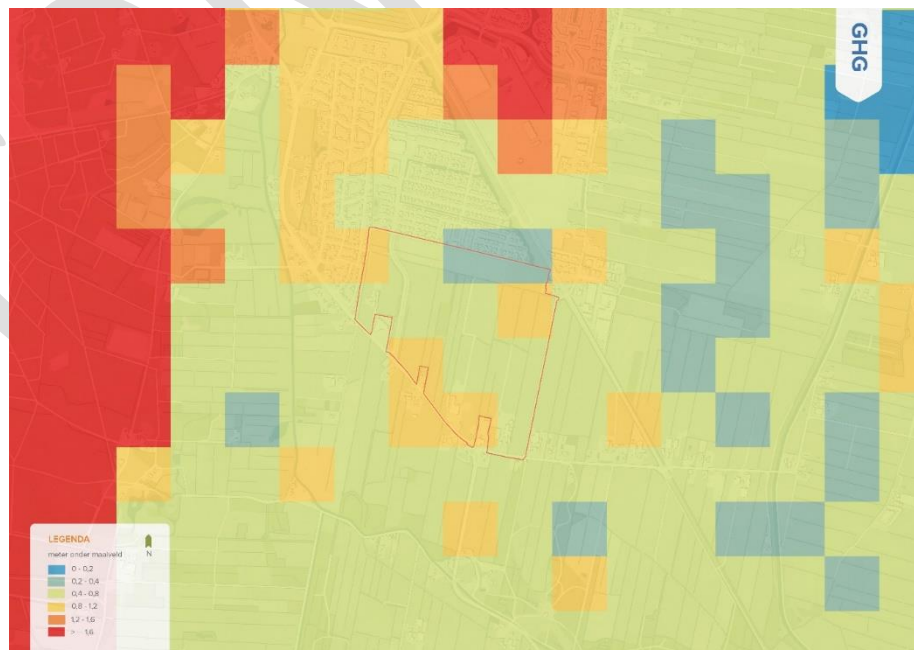 GHG
LEGENDA
meter onder maaiveld
N
0 - 0,2
0,2 - 0,4
0,4 - 0,8
0,8 - 1,2
1,2 - 1,6
> 1,6